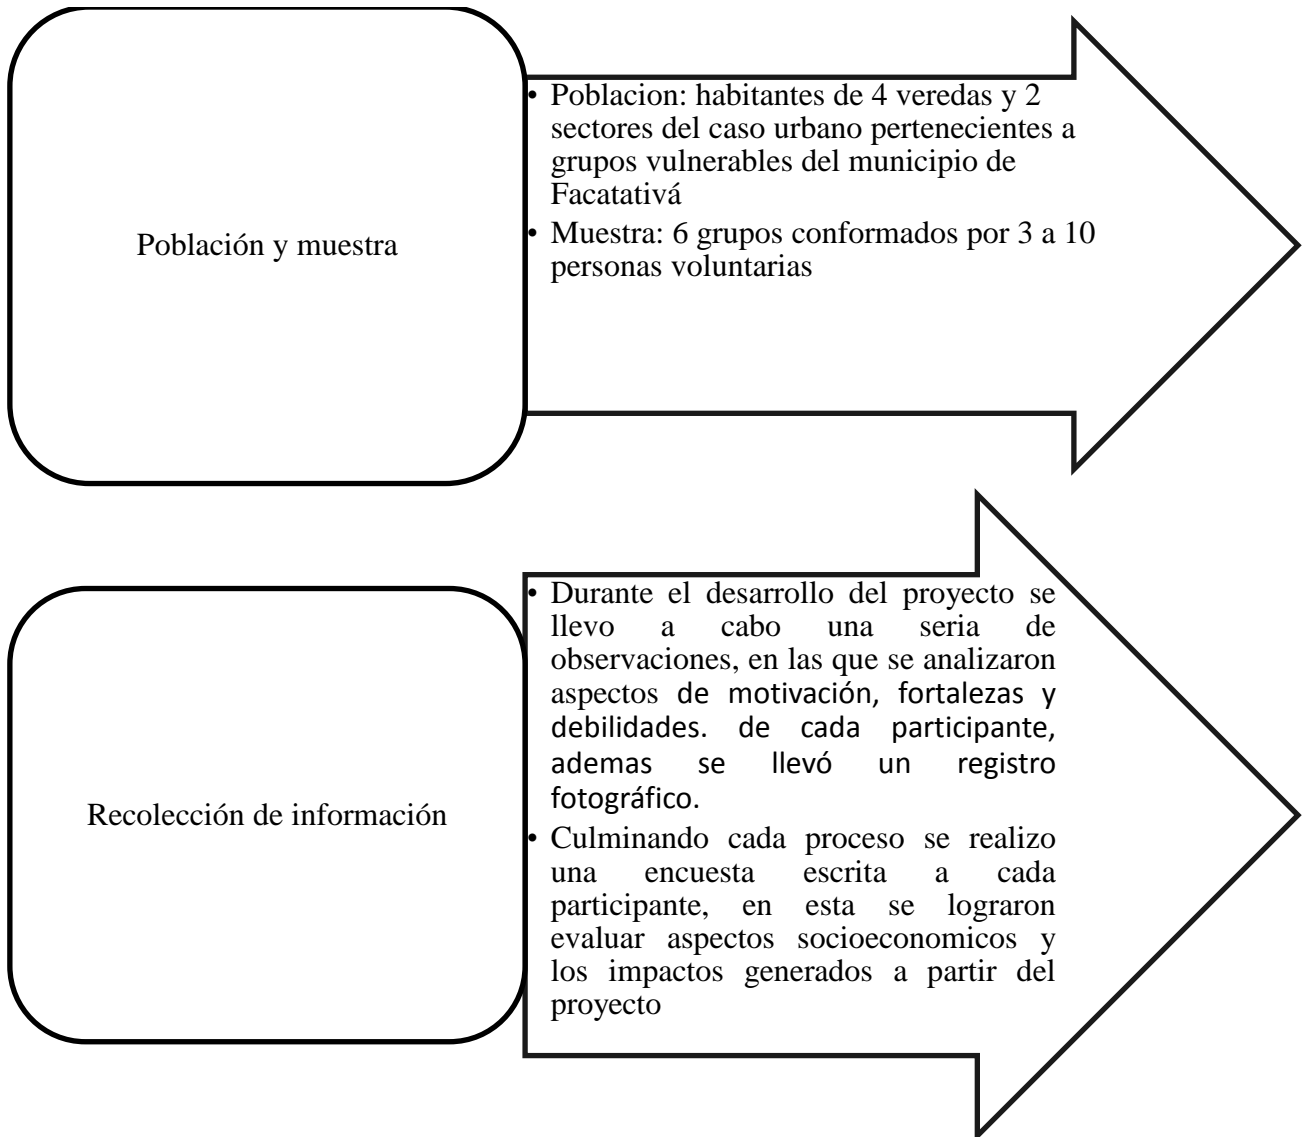 Población y muestra
• Poblacion: habitantes de 4 veredas y 2
sectores del caso urbano pertenecientes a
grupos vulnerables del municipio de
Facatativá
• Muestra: 6 grupos conformados por 3 a 10
personas voluntarias
Recolección de información
• Durante el desarrollo del proyecto se
llevo a cabo una seria de
observaciones, en las que se analizaron
aspectos de motivación, fortalezas y
debilidades. de cada participante,
ademas se llevó un registro
fotográfico.
• Culminando cada proceso se realizo
una encuesta escrita a cada
participante, en esta se lograron
evaluar aspectos socioeconomicos y
los impactos generados a partir del
proyecto